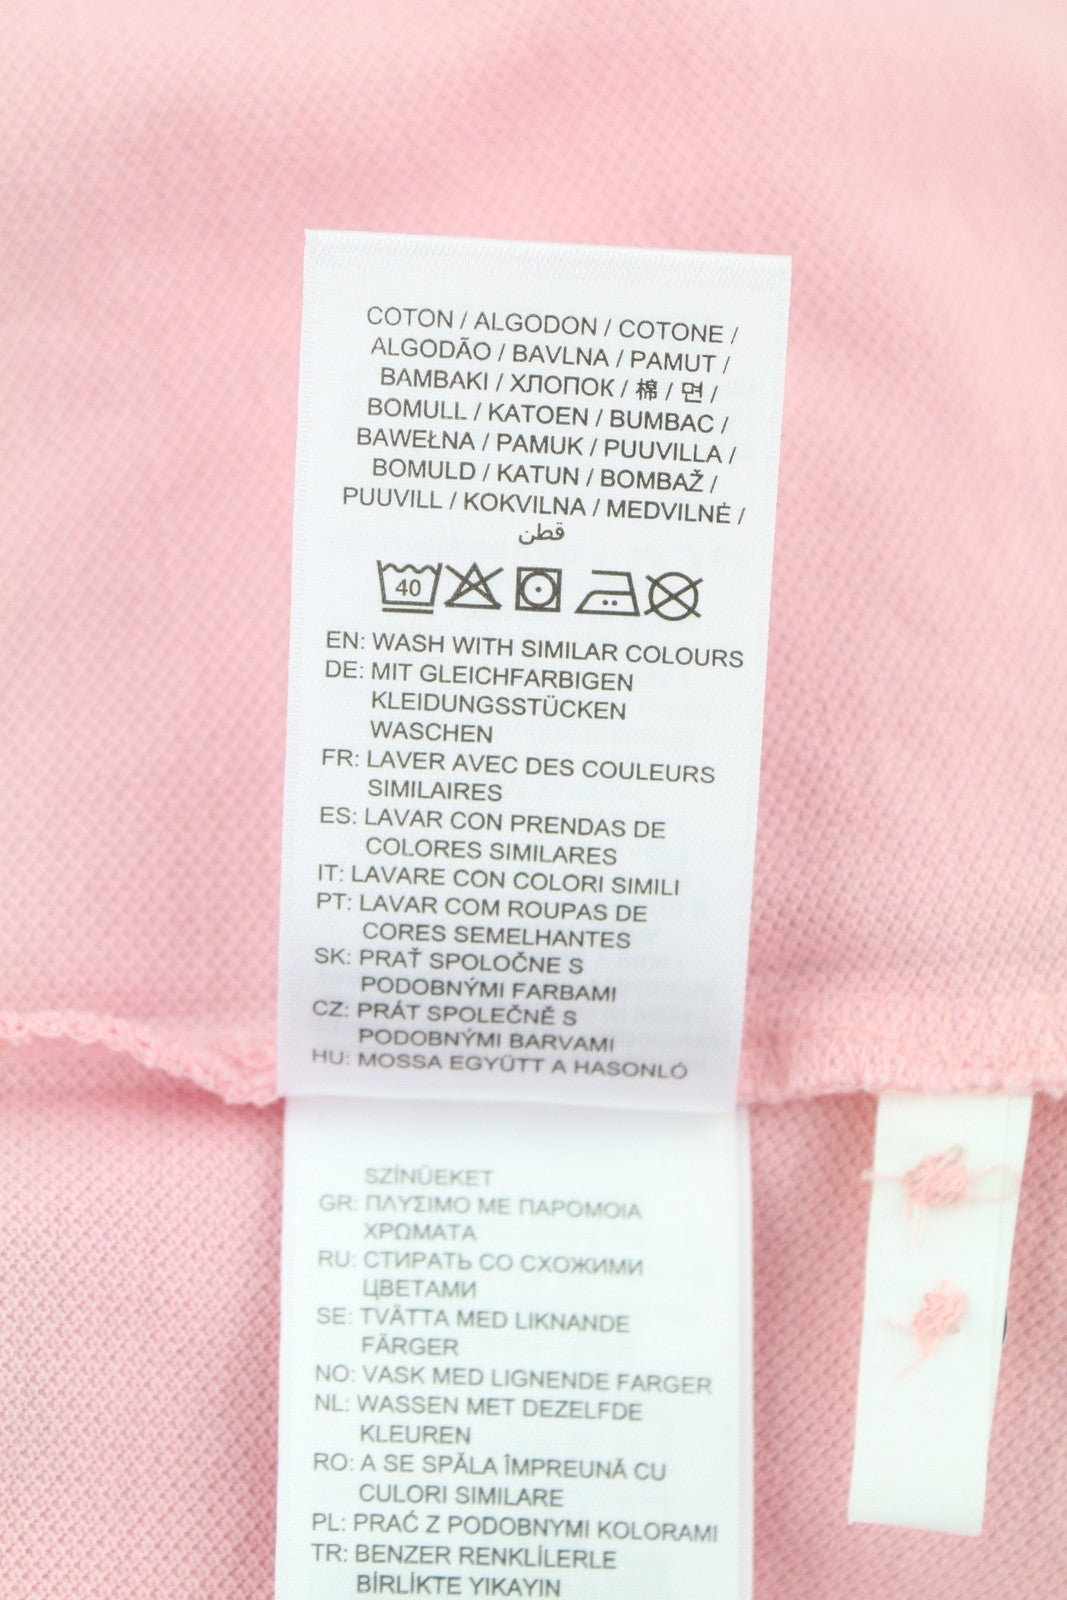 COTON / ALGODON / COTONE /
ALGODÃO / BAVLNA / PAMUT /
BAMBAKI / ХЛОПОК / 棉 / 면 /
BOMULL / KATOEN / BUMBAC /
BAWEŁNA / PAMUK / PUUVILLA /
BOMULD / KATUN / BOMBAŽ /
PUUVILL / KOKVILNA / MEDVILNĖ /
قطن
40
EN: WASH WITH SIMILAR COLOURS
DE: MIT GLEICHFARBIGEN
KLEIDUNGSSTÜCKEN
WASCHEN
FR: LAVER AVEC DES COULEURS
SIMILAIRES
ES: LAVAR CON PRENDAS DE
COLORES SIMILARES
IT: LAVARE CON COLORI SIMILI
PT: LAVAR COM ROUPAS DE
CORES SEMELHANTES
SK: PRAŤ SPOLOČNE S
PODOBNÝMI FARBAMI
CZ: PRÁT SPOLEČNĚ S
PODOBNÝMI BARVAMI
HU: MOSSA EGYÜTT A HASONLÓ
SZÍNŰEKET
GR: ΠΛΥΣΙΜΟ ΜΕ ΠΑΡΟΜΟΙΑ
ΧΡΩΜΑΤΑ
RU: СТИРАТЬ СО СХОЖИМИ
ЦВЕТАМИ
SE: TVÄTTA MED LIKNANDE
FÄRGER
NO: VASK MED LIGNENDE FARGER
NL: WASSEN MET DEZELFDE
KLEUREN
RO: A SE SPĂLA ÎMPREUNĂ CU
CULORI SIMILARE
PL: PRAĆ Z PODOBNYMI KOLORAMI
TR: BENZER RENKLİLERLE
BİRLİKTE YIKAYIN